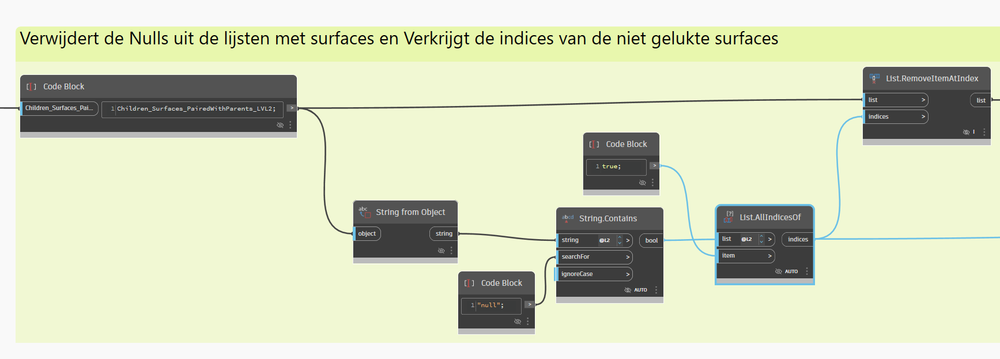 Verwijdert de Nulls uit de lijsten met surfaces en Verkrijgt de indices van de niet gelukte surfaces
Code Block
Children_Surfaces_Pai...
1 Children_Surfaces_PairedWithParents_LVL2;
>
List.RemoveItemAtIndex
list >
list
indices >
Code Block
1 true;
>
abc
String from Object
object
string
abcd
a
String.Contains
string @L2 >
bool
searchFor >
ignoreCase >
AUTO
[?]
List.AllIndicesOf
list @L2 >
indices
item >
AUTO
Code Block
1 "null";
>